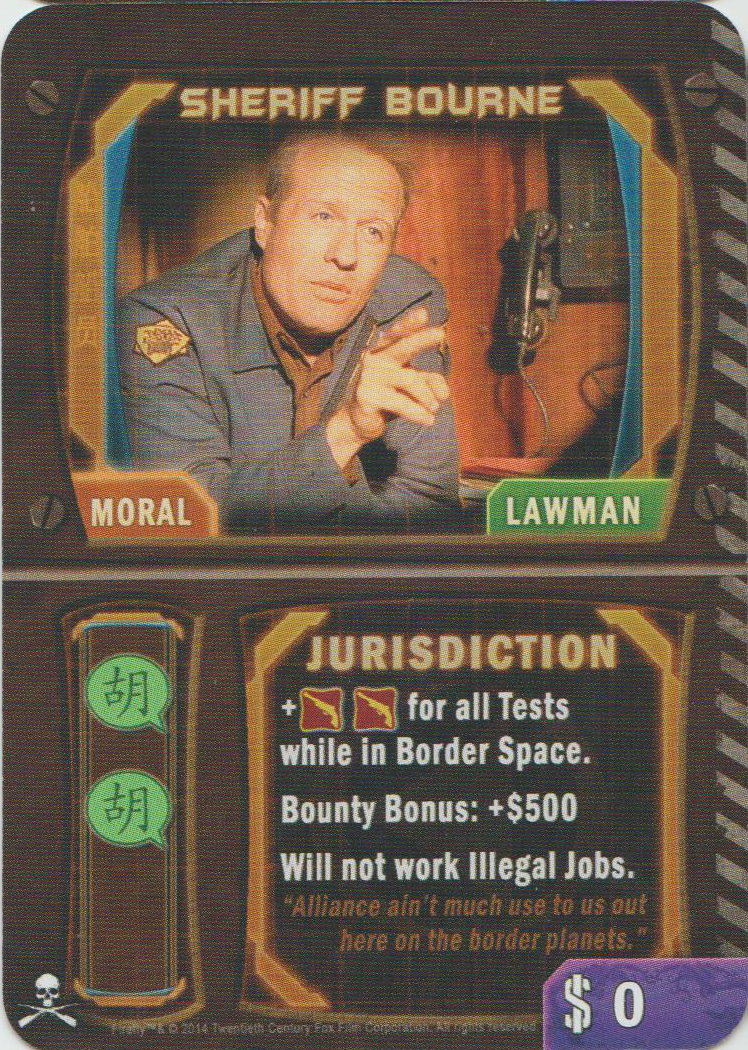 SHERIFF BOURNE
MORAL
LAWMAN
胡
胡
JURISDICTION
+ for all Tests
while in Border Space.
Bounty Bonus: +$500
Will not work Illegal Jobs.
"Alliance ain't much use to us out
here on the border planets."
$ 0
Firefly™ & © 2014 Twentieth Century Fox Film Corporation. All rights reserved